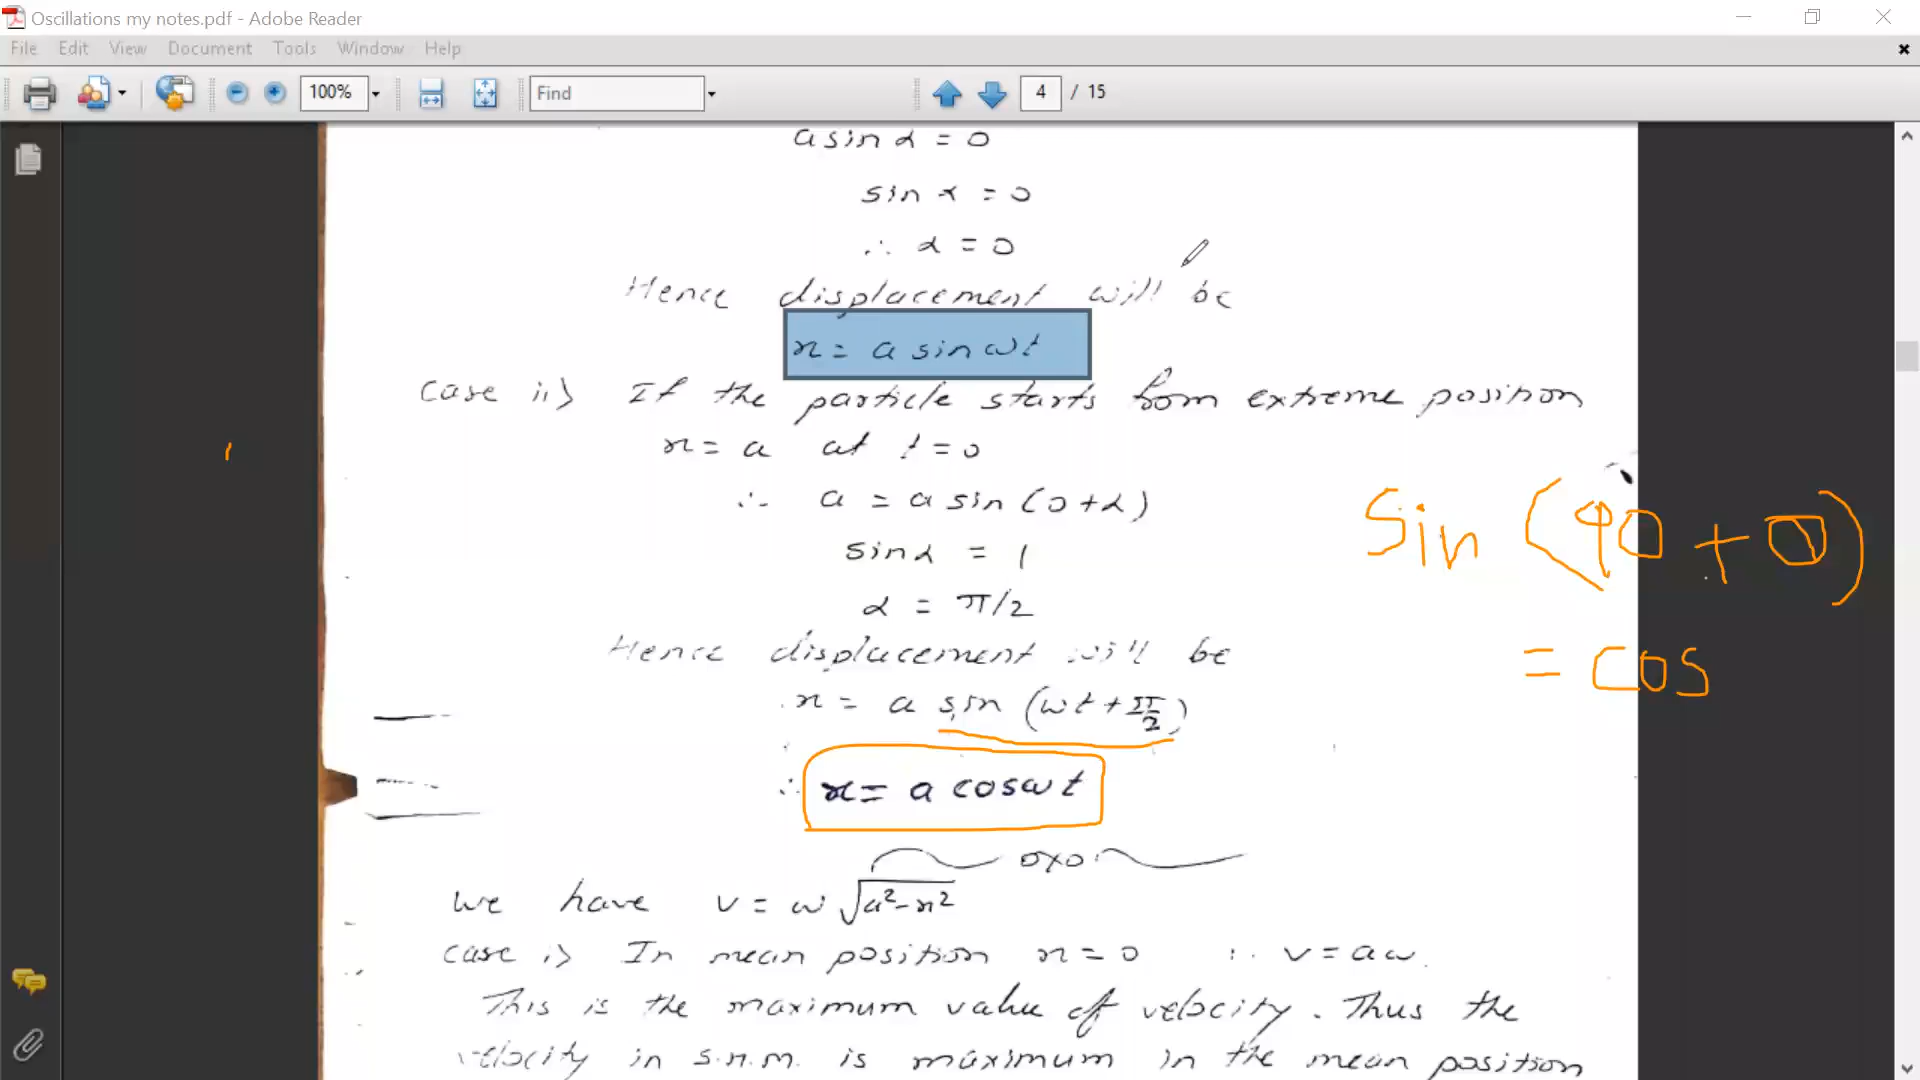 Oscillations my notes.pdf - Adobe Reader
File Edit View Document Tools Window Help
100% Find 4 / 15
a sin α = 0
sin α = 0
∴ α = 0
Hence displacement will be
x = a sin ωt
Case ii) If the particle starts from extreme position
x = a at t = 0
∴ a = a sin (0 + α)
sin α = 1
α = π/2
Hence displacement will be
x = a sin (ωt + π/2)
∴ x = a cos ωt
Sin (90 + θ)
= cos
0x0
We have v = ω √a² - x²
Case i) In mean position x = 0 ∴ v = aω.
This is the maximum value of velocity. Thus the
velocity in s.h.m. is maximum in the mean position